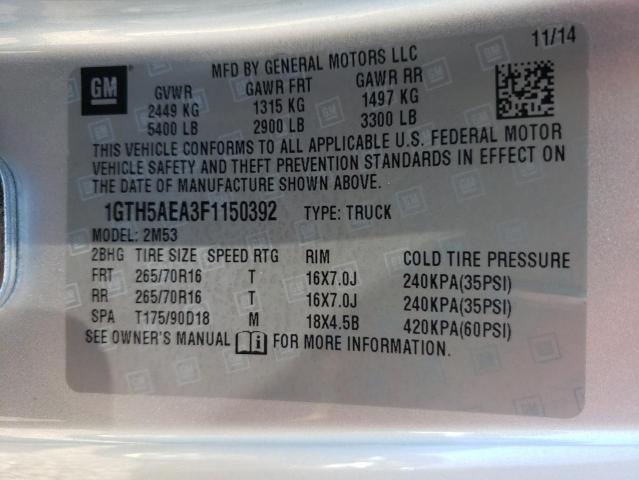 MFD BY GENERAL MOTORS LLC 11/14
GM
GVWR GAWR FRT GAWR RR
2449 KG 1315 KG 1497 KG
5400 LB 2900 LB 3300 LB
THIS VEHICLE CONFORMS TO ALL APPLICABLE U.S. FEDERAL MOTOR
VEHICLE SAFETY AND THEFT PREVENTION STANDARDS IN EFFECT ON
THE DATE OF MANUFACTURE SHOWN ABOVE.
1GTH5AEA3F1150392 TYPE: TRUCK
MODEL: 2M53
2BHG TIRE SIZE SPEED RTG RIM COLD TIRE PRESSURE
FRT 265/70R16 T 16X7.0J 240KPA(35PSI)
RR 265/70R16 T 16X7.0J 240KPA(35PSI)
SPA T175/90D18 M 18X4.5B 420KPA(60PSI)
SEE OWNER'S MANUAL i FOR MORE INFORMATION.